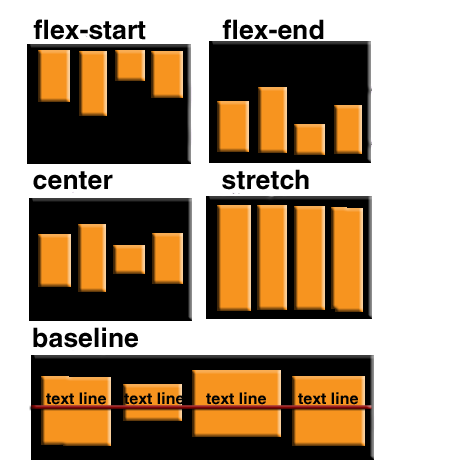 flex-start
flex-end
center
stretch
baseline
text line
text line
text line
text line